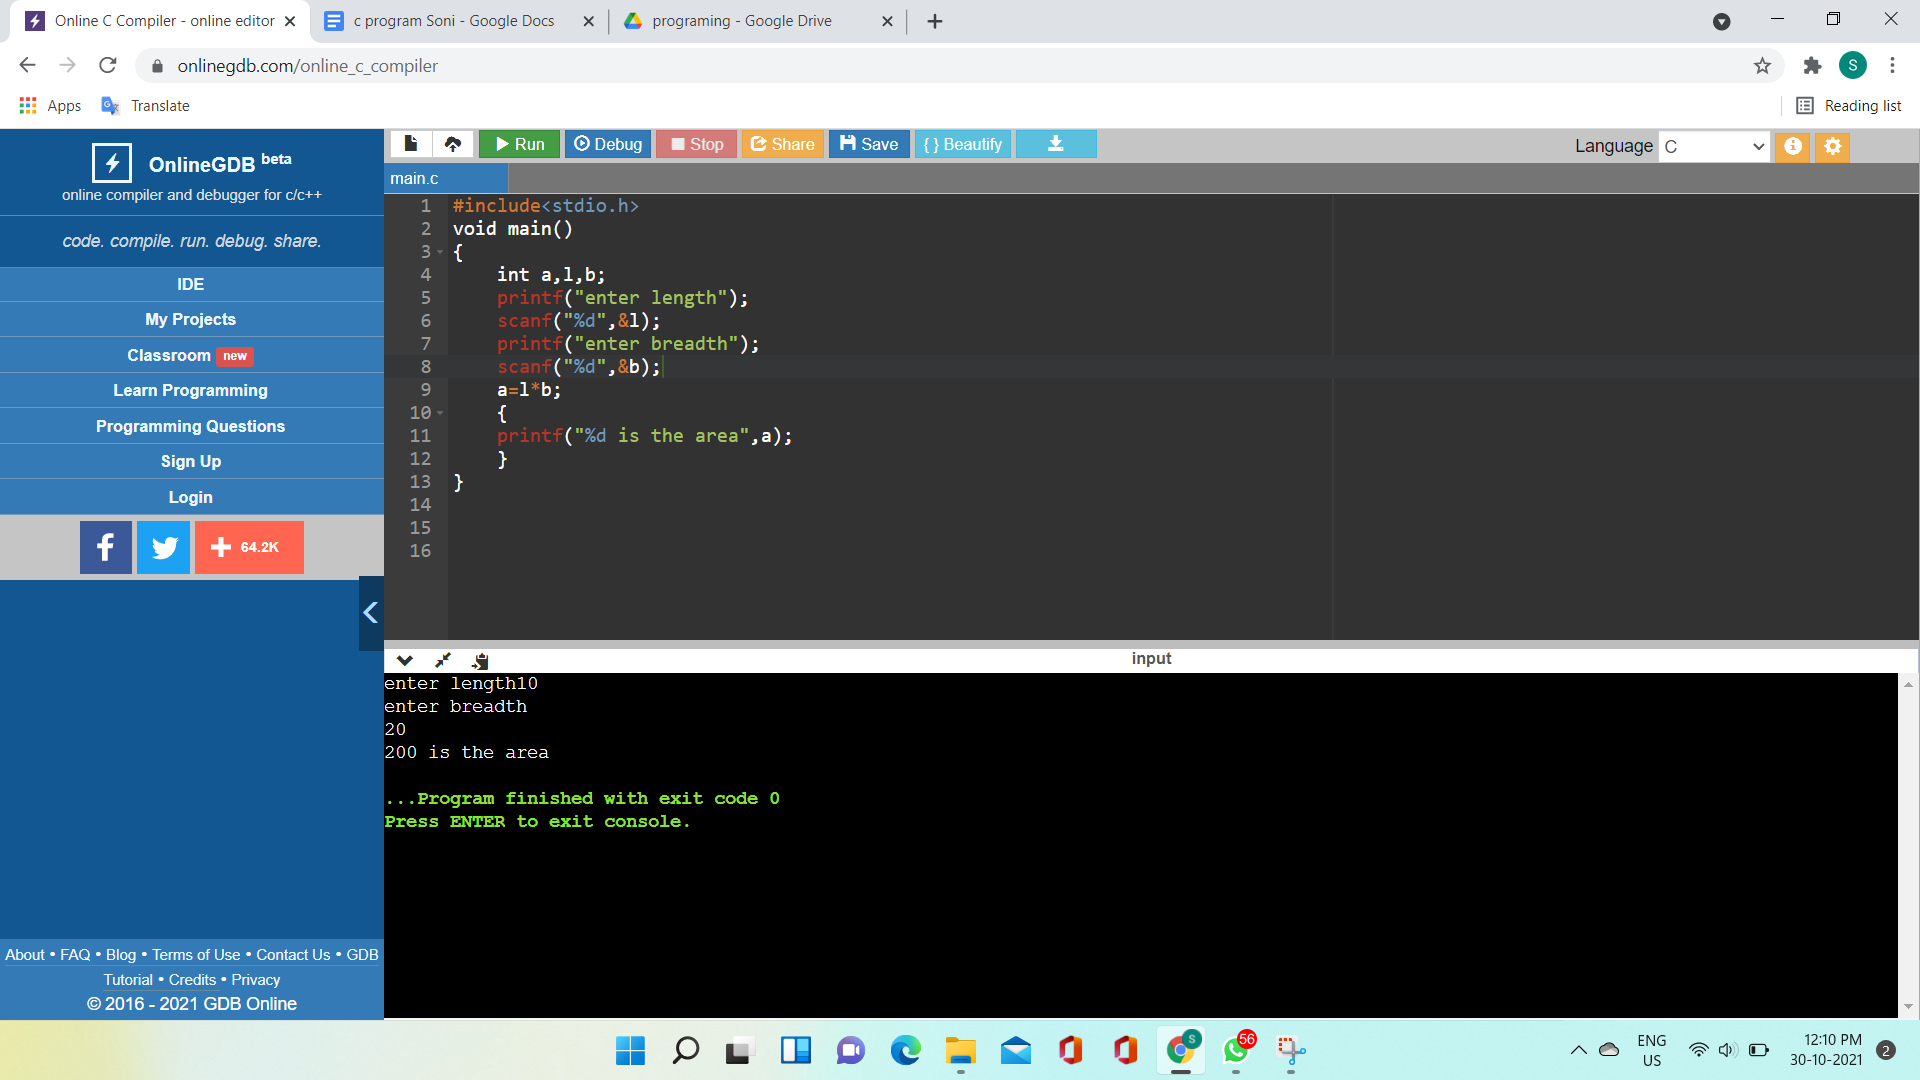 Online C Compiler - online editor
c program Soni - Google Docs
programing - Google Drive
onlinegdb.com/online_c_compiler
S
Apps
Translate
Reading list
OnlineGDB beta
online compiler and debugger for c/c++
code. compile. run. debug. share.
IDE
My Projects
Classroom new
Learn Programming
Programming Questions
Sign Up
Login
64.2K
About • FAQ • Blog • Terms of Use • Contact Us • GDB
Tutorial • Credits • Privacy
© 2016 - 2021 GDB Online
Run
Debug
Stop
Share
Save
{ } Beautify
Language C
main.c
1 #include<stdio.h>
2 void main()
3 {
4     int a,l,b;
5     printf("enter length");
6     scanf("%d",&l);
7     printf("enter breadth");
8     scanf("%d",&b);
9     a=l*b;
10     {
11     printf("%d is the area",a);
12     }
13 }
14
15
16
input
enter length10
enter breadth
20
200 is the area
...Program finished with exit code 0
Press ENTER to exit console.
S
56
ENG
US
12:10 PM
30-10-2021
2